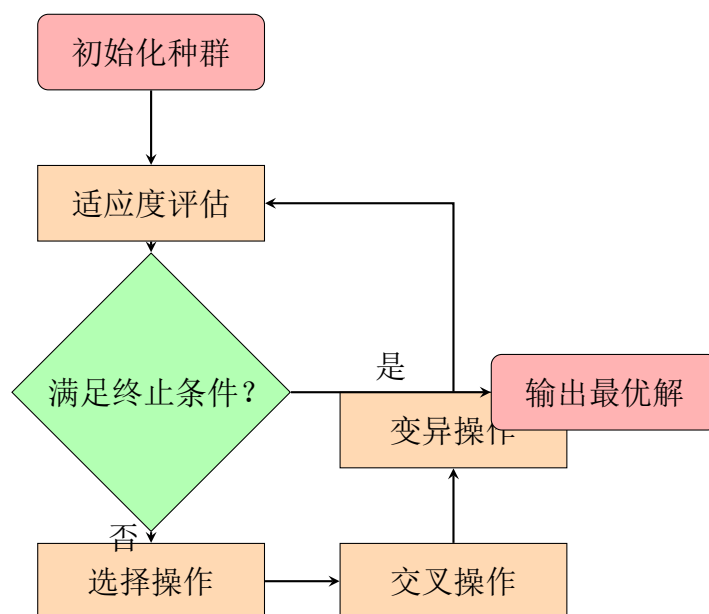 初始化种群
适应度评估
满足终止条件？
是
输出最优解
变异操作
否
选择操作
交叉操作